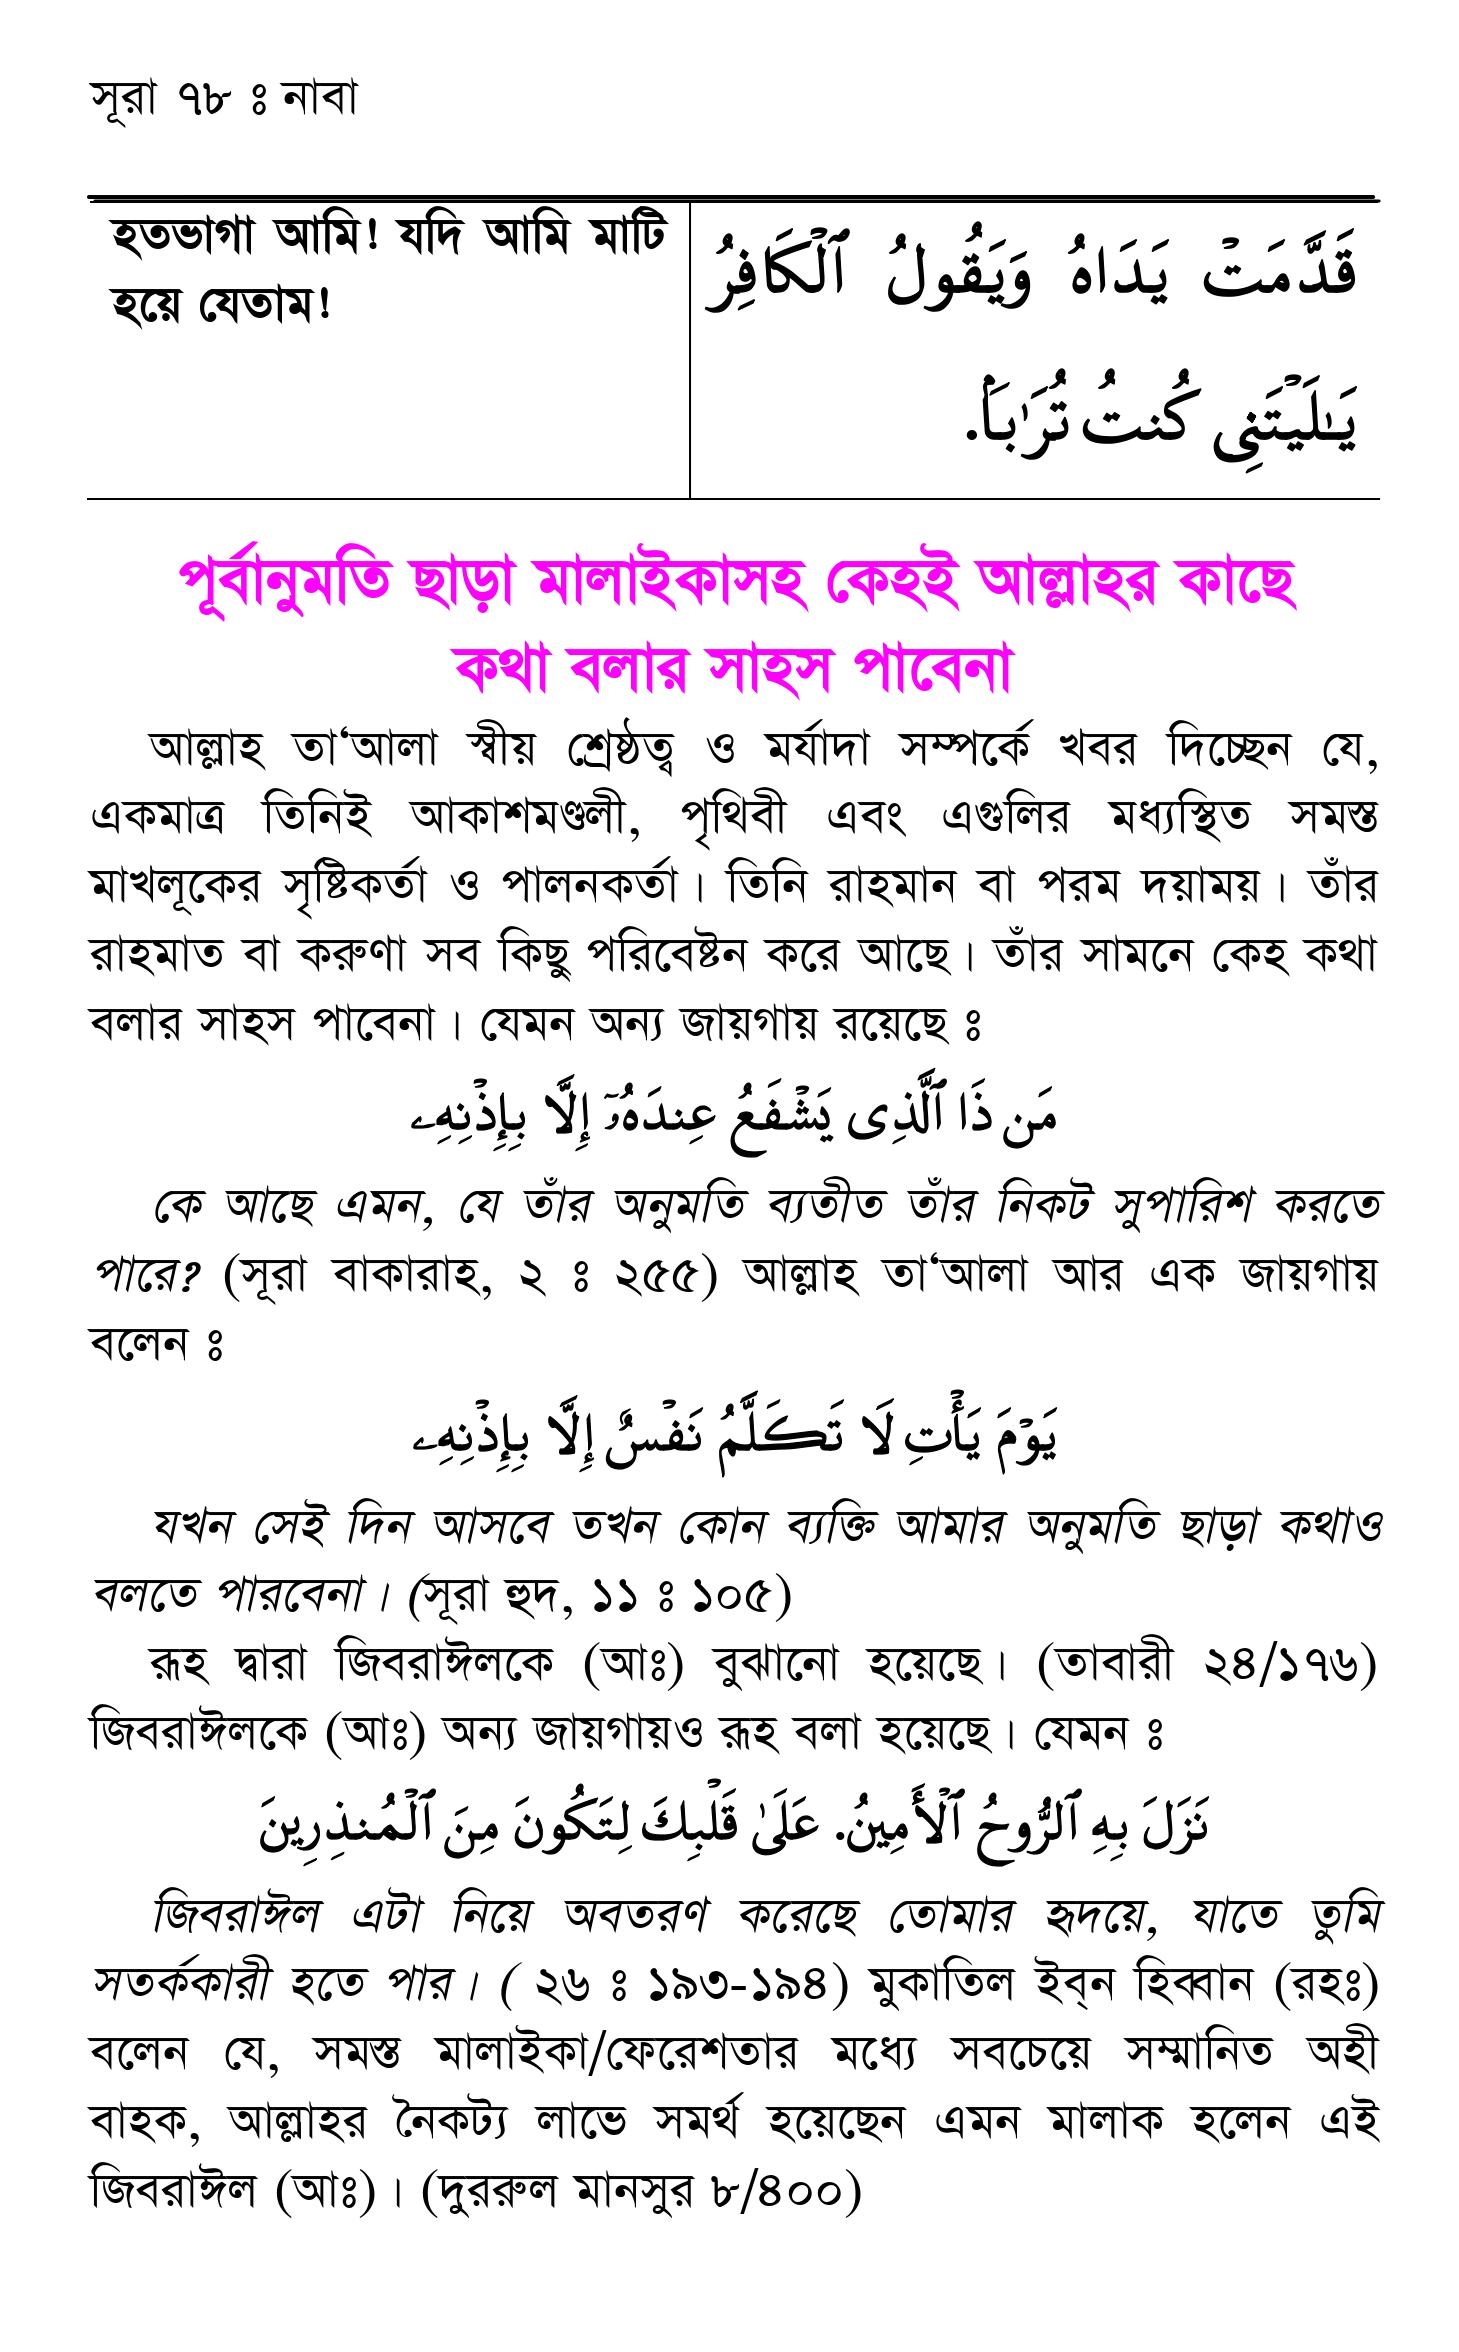 সূরা ৭৮ ঃ নাবা
হতভাগা আমি! যদি আমি মাটি
হয়ে যেতাম!
قَدَّمَتْ يَدَاهُ وَيَقُولُ ٱلْكَافِرُ
يَـٰلَيْتَنِى كُنتُ تُرَٰبَۢا.
পূর্বানুমতি ছাড়া মালাইকাসহ কেহই আল্লাহর কাছে
কথা বলার সাহস পাবেনা
আল্লাহ তা‘আলা স্বীয় শ্রেষ্ঠত্ব ও মর্যাদা সম্পর্কে খবর দিচ্ছেন যে,
একমাত্র তিনিই আকাশমণ্ডলী, পৃথিবী এবং এগুলির মধ্যস্থিত সমস্ত
মাখলূকের সৃষ্টিকর্তা ও পালনকর্তা। তিনি রাহমান বা পরম দয়াময়। তাঁর
রাহমাত বা করুণা সব কিছু পরিবেষ্টন করে আছে। তাঁর সামনে কেহ কথা
বলার সাহস পাবেনা। যেমন অন্য জায়গায় রয়েছে ঃ
مَن ذَا ٱلَّذِى يَشْفَعُ عِندَهُۥٓ إِلَّا بِإِذْنِهِۦ
কে আছে এমন, যে তাঁর অনুমতি ব্যতীত তাঁর নিকট সুপারিশ করতে
পারে? (সূরা বাকারাহ, ২ ঃ ২৫৫) আল্লাহ তা‘আলা আর এক জায়গায়
বলেন ঃ
يَوْمَ يَأْتِ لَا تَكَلَّمُ نَفْسٌ إِلَّا بِإِذْنِهِۦ
যখন সেই দিন আসবে তখন কোন ব্যক্তি আমার অনুমতি ছাড়া কথাও
বলতে পারবেনা। (সূরা হুদ, ১১ ঃ ১০৫)
রূহ দ্বারা জিবরাঈলকে (আঃ) বুঝানো হয়েছে। (তাবারী ২৪/১৭৬)
জিবরাঈলকে (আঃ) অন্য জায়গায়ও রূহ বলা হয়েছে। যেমন ঃ
نَزَلَ بِهِ ٱلرُّوحُ ٱلْأَمِينُ. عَلَىٰ قَلْبِكَ لِتَكُونَ مِنَ ٱلْمُنذِرِينَ
জিবরাঈল এটা নিয়ে অবতরণ করেছে তোমার হৃদয়ে, যাতে তুমি
সতর্ককারী হতে পার। ( ২৬ ঃ ১৯৩-১৯৪) মুকাতিল ইব্\u200cন হিব্বান (রহঃ)
বলেন যে, সমস্ত মালাইকা/ফেরেশতার মধ্যে সবচেয়ে সম্মানিত অহী
বাহক, আল্লাহর নৈকট্য লাভে সমর্থ হয়েছেন এমন মালাক হলেন এই
জিবরাঈল (আঃ)। (দুররুল মানসুর ৮/৪০০)